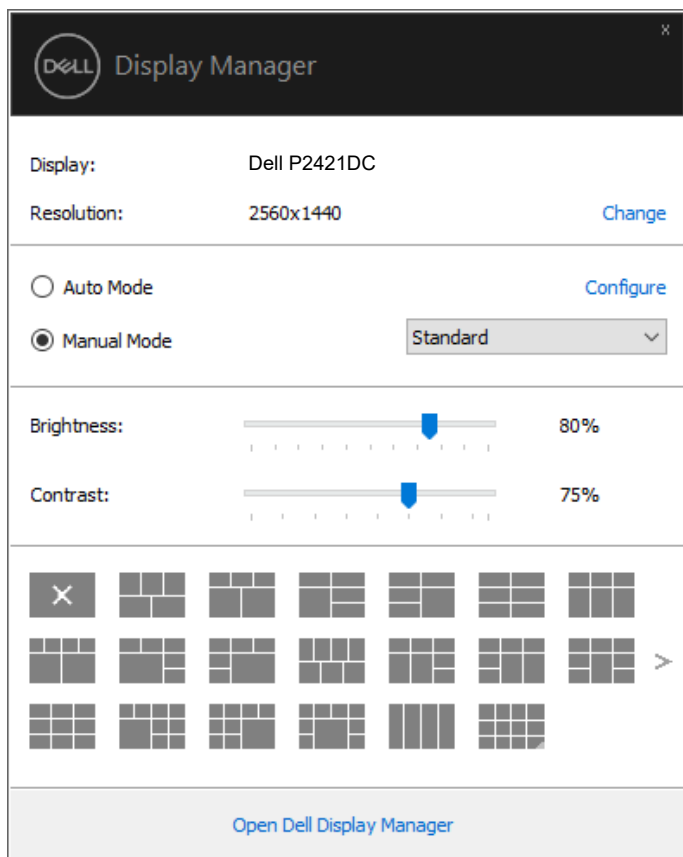 x
DELL Display Manager
Display: Dell P2421DC
Resolution: 2560x1440 Change
Auto Mode Configure
Manual Mode Standard
Brightness: 80%
Contrast: 75%
>
Open Dell Display Manager